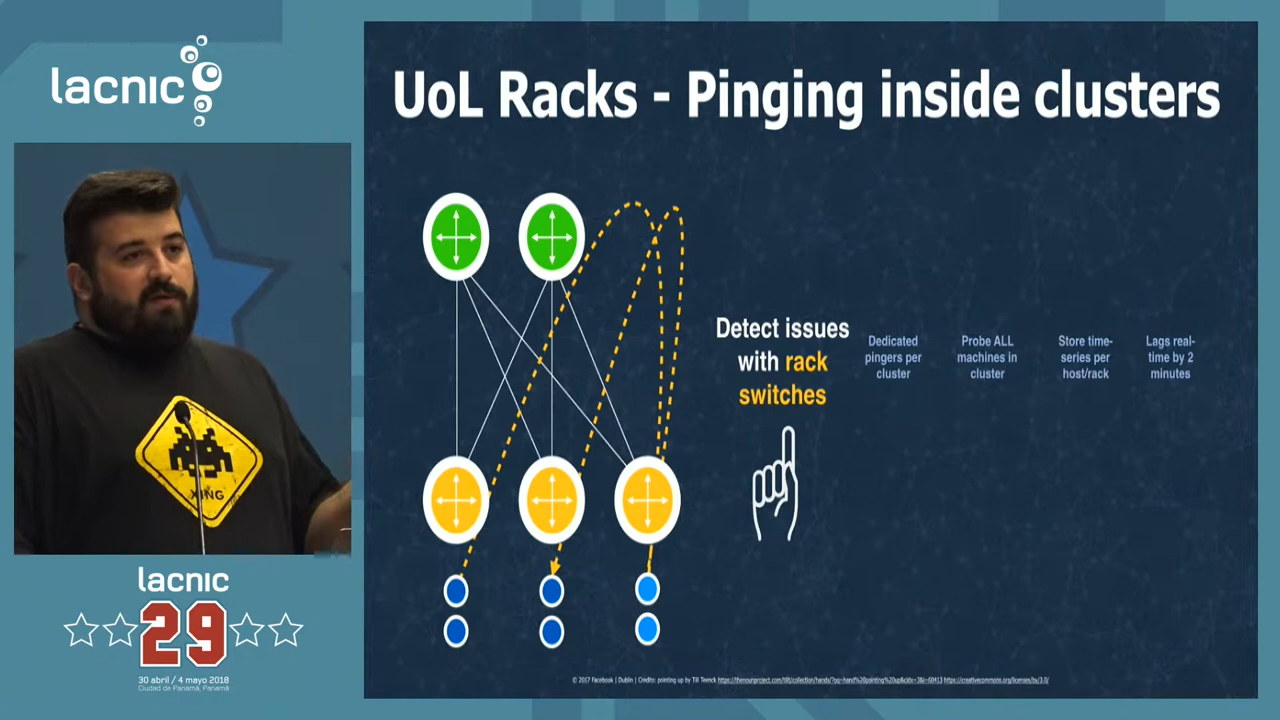 lacnic
UoL Racks - Pinging inside clusters
Detect issues
with rack
switches
Dedicated
pingers per
cluster
Probe ALL
machines in
cluster
Store time-
series per
host/rack
Lags real-
time by 2
minutes
XING
lacnic
29
30 abril / 4 mayo 2018
Ciudad de Panamá, Panamá
© 2017 Facebook | Dublin | Credits: pointing up by Till Teenck